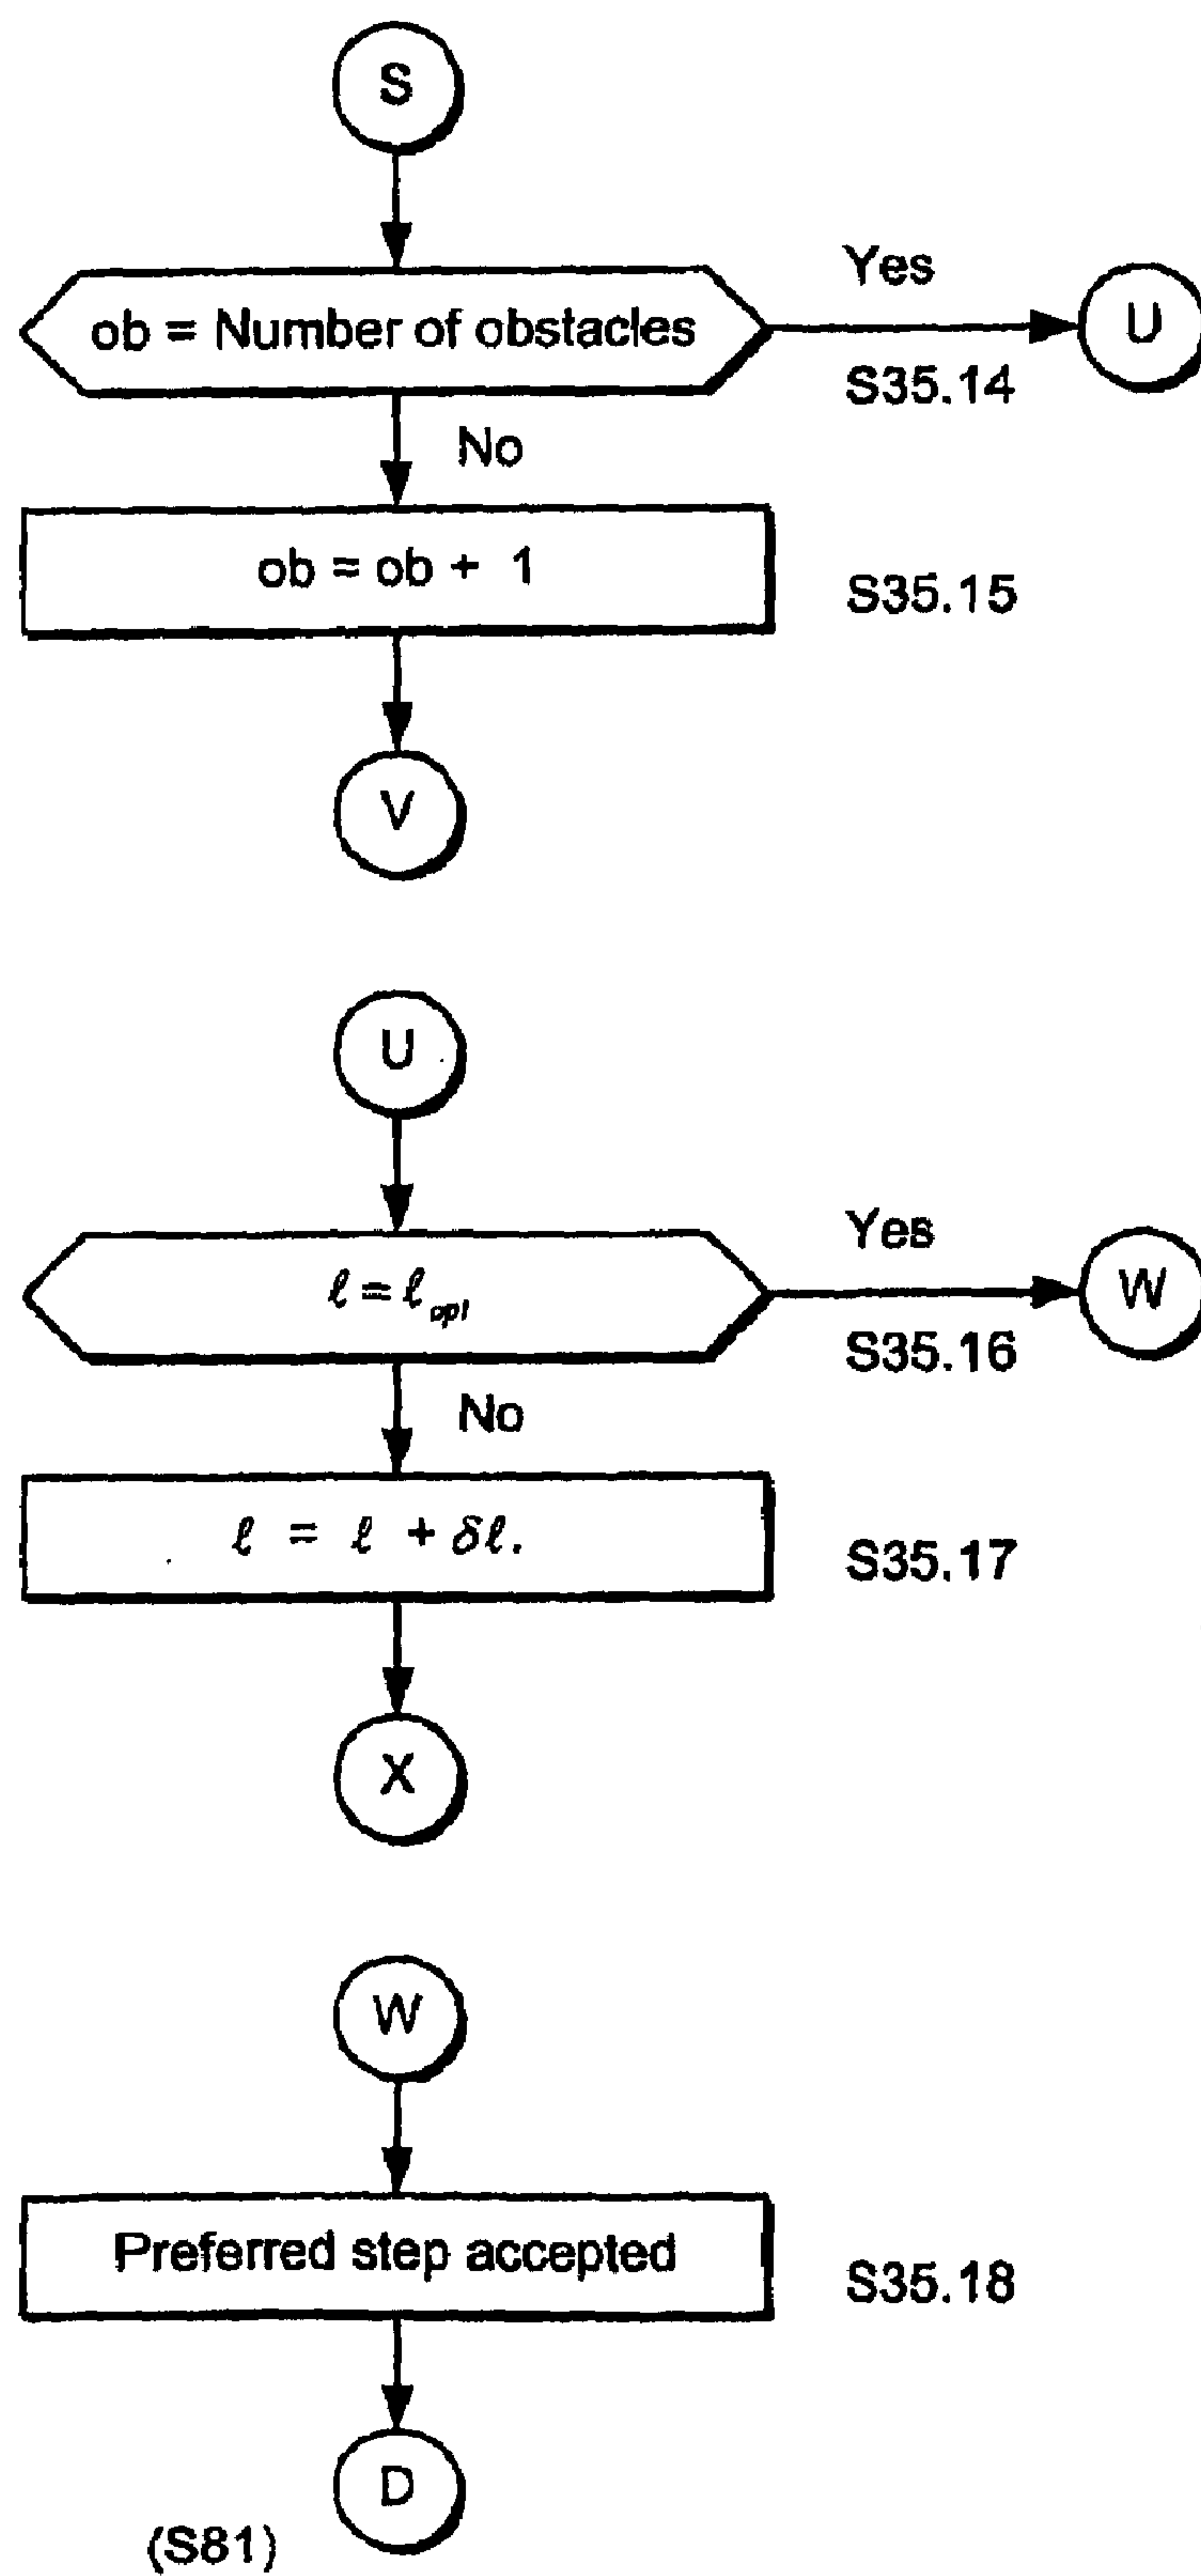 S
Yes
ob = Number of obstacles
U
S35.14
No
ob = ob + 1
S35.15
V
U
Yes
ℓ = ℓ opt
W
S35.16
No
ℓ = ℓ + δℓ.
S35.17
X
W
Preferred step accepted
S35.18
D
(S81)